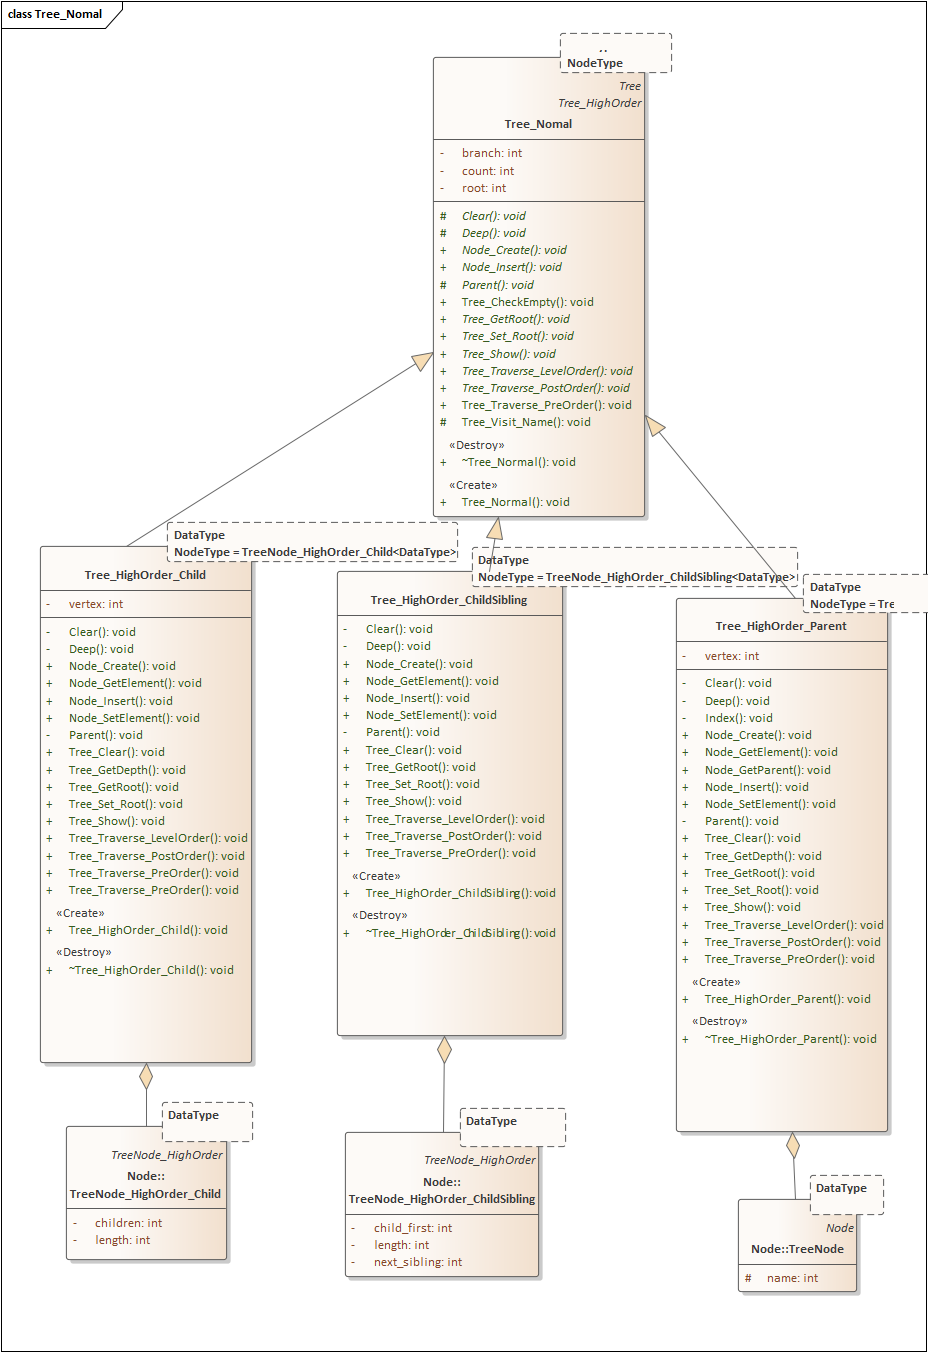 class Tree_Nomal
..
NodeType
Tree
Tree_HighOrder
Tree_Nomal
- branch: int
- count: int
- root: int
# Clear(): void
# Deep(): void
+ Node_Create(): void
+ Node_Insert(): void
# Parent(): void
+ Tree_CheckEmpty(): void
+ Tree_GetRoot(): void
+ Tree_Set_Root(): void
+ Tree_Show(): void
+ Tree_Traverse_LevelOrder(): void
+ Tree_Traverse_PostOrder(): void
+ Tree_Traverse_PreOrder(): void
# Tree_Visit_Name(): void
«Destroy»
+ ~Tree_Normal(): void
«Create»
+ Tree_Normal(): void
DataType
NodeType = TreeNode_HighOrder_Child<DataType>
Tree_HighOrder_Child
- vertex: int
- Clear(): void
- Deep(): void
+ Node_Create(): void
+ Node_GetElement(): void
+ Node_Insert(): void
+ Node_SetElement(): void
- Parent(): void
+ Tree_Clear(): void
+ Tree_GetDepth(): void
+ Tree_GetRoot(): void
+ Tree_Set_Root(): void
+ Tree_Show(): void
+ Tree_Traverse_LevelOrder(): void
+ Tree_Traverse_PostOrder(): void
+ Tree_Traverse_PreOrder(): void
+ Tree_Traverse_PreOrder(): void
«Create»
+ Tree_HighOrder_Child(): void
«Destroy»
+ ~Tree_HighOrder_Child(): void
DataType
NodeType = TreeNode_HighOrder_ChildSibling<DataType>
Tree_HighOrder_ChildSibling
- Clear(): void
- Deep(): void
+ Node_Create(): void
+ Node_GetElement(): void
+ Node_Insert(): void
+ Node_SetElement(): void
- Parent(): void
+ Tree_Clear(): void
+ Tree_GetRoot(): void
+ Tree_Set_Root(): void
+ Tree_Show(): void
+ Tree_Traverse_LevelOrder(): void
+ Tree_Traverse_PostOrder(): void
+ Tree_Traverse_PreOrder(): void
«Create»
+ Tree_HighOrder_ChildSibling(): void
«Destroy»
+ ~Tree_HighOrder_ChildSibling(): void
DataType
NodeType = Tre
Tree_HighOrder_Parent
- vertex: int
- Clear(): void
- Deep(): void
- Index(): void
+ Node_Create(): void
+ Node_GetElement(): void
+ Node_GetParent(): void
+ Node_Insert(): void
+ Node_SetElement(): void
- Parent(): void
+ Tree_Clear(): void
+ Tree_GetDepth(): void
+ Tree_GetRoot(): void
+ Tree_Set_Root(): void
+ Tree_Show(): void
+ Tree_Traverse_LevelOrder(): void
+ Tree_Traverse_PostOrder(): void
+ Tree_Traverse_PreOrder(): void
«Create»
+ Tree_HighOrder_Parent(): void
«Destroy»
+ ~Tree_HighOrder_Parent(): void
DataType
TreeNode_HighOrder
Node::
TreeNode_HighOrder_Child
- children: int
- length: int
DataType
TreeNode_HighOrder
Node::
TreeNode_HighOrder_ChildSibling
- child_first: int
- length: int
- next_sibling: int
DataType
Node
Node::TreeNode
# name: int